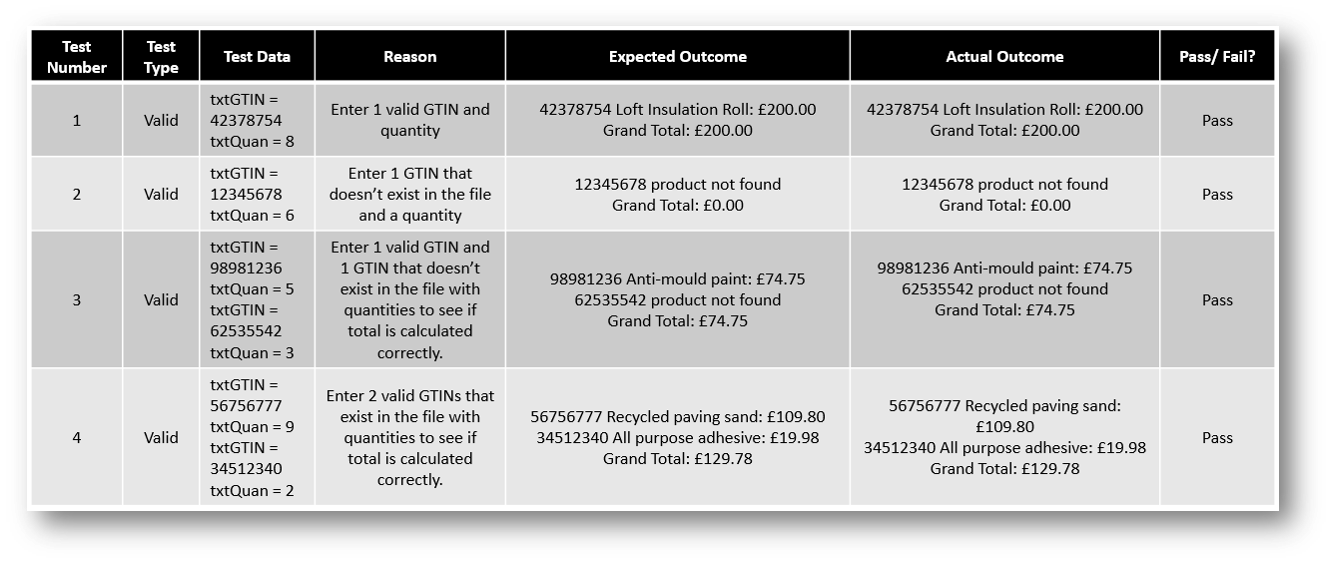 Test Number
Test Type
Test Data
Reason
Expected Outcome
Actual Outcome
Pass/ Fail?
1
Valid
txtGTIN =
42378754
txtQuan = 8
Enter 1 valid GTIN and
quantity
42378754 Loft Insulation Roll: £200.00
Grand Total: £200.00
42378754 Loft Insulation Roll: £200.00
Grand Total: £200.00
Pass
2
Valid
txtGTIN =
12345678
txtQuan = 6
Enter 1 GTIN that
doesn’t exist in the file
and a quantity
12345678 product not found
Grand Total: £0.00
12345678 product not found
Grand Total: £0.00
Pass
3
Valid
txtGTIN =
98981236
txtQuan = 5
txtGTIN =
62535542
txtQuan = 3
Enter 1 valid GTIN and
1 GTIN that doesn’t
exist in the file with
quantities to see if
total is calculated
correctly.
98981236 Anti-mould paint: £74.75
62535542 product not found
Grand Total: £74.75
98981236 Anti-mould paint: £74.75
62535542 product not found
Grand Total: £74.75
Pass
4
Valid
txtGTIN =
56756777
txtQuan = 9
txtGTIN =
34512340
txtQuan = 2
Enter 2 valid GTINs that
exist in the file with
quantities to see if
total is calculated
correctly.
56756777 Recycled paving sand: £109.80
34512340 All purpose adhesive: £19.98
Grand Total: £129.78
56756777 Recycled paving sand:
£109.80
34512340 All purpose adhesive: £19.98
Grand Total: £129.78
Pass